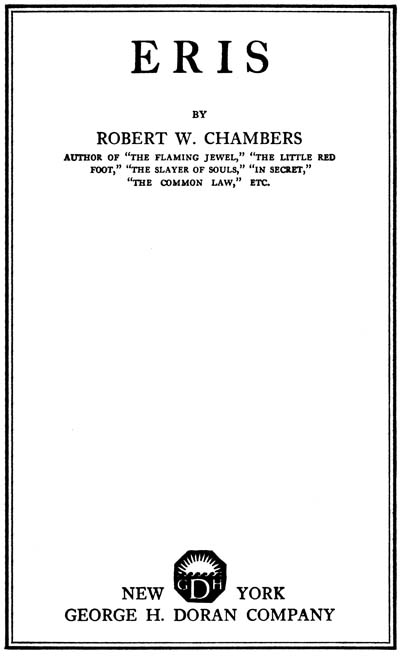 ERIS
BY
ROBERT W. CHAMBERS
AUTHOR OF “THE FLAMING JEWEL,” “THE LITTLE RED
FOOT,” “THE SLAYER OF SOULS,” “IN SECRET,”
“THE COMMON LAW,” ETC.
GDH
NEW YORK
GEORGE H. DORAN COMPANY